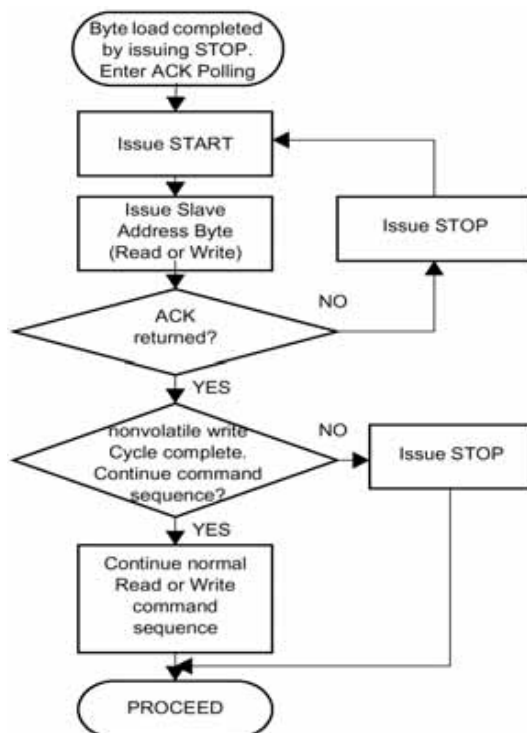 Byte load completed
by issuing STOP.
Enter ACK Polling
Issue START
Issue Slave
Address Byte
(Read or Write)
Issue STOP
NO
ACK
returned?
YES
nonvolatile write
Cycle complete.
Continue command
sequence?
NO
Issue STOP
YES
Continue normal
Read or Write
command
sequence
PROCEED